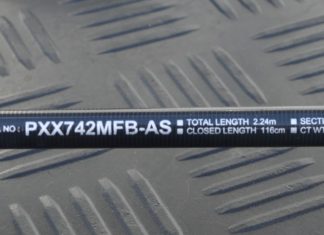 NO : PXX742MFB-AS ■ TOTAL LENGTH 2.24m ■ SECTI
■ CLOSED LENGTH 116cm ■ CT WT